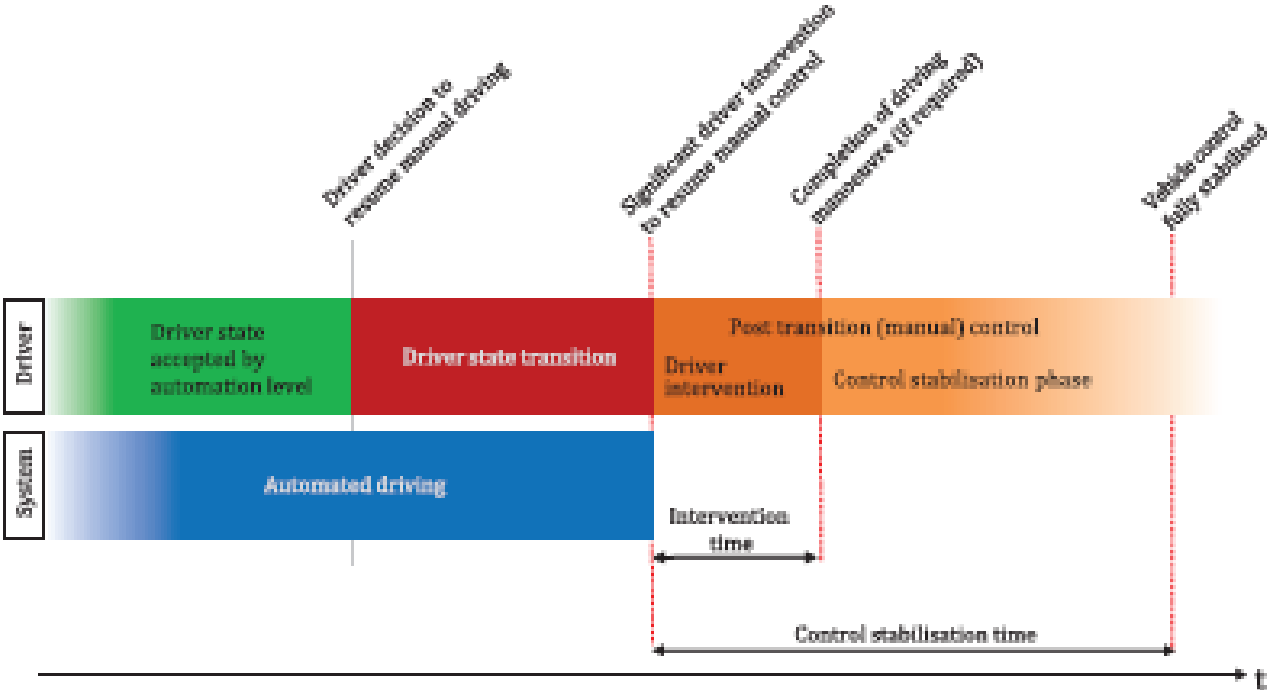 Driver decision to
resume manual driving
Significant driver intervention
to resume manual control
Completion of driving
manoeuvre (if required)
Vehicle control
fully stabilised
Driver
Driver state
accepted by
automation level
Driver state transition
Post transition (manual) control
Driver
intervention
Control stabilisation phase
System
Automated driving
Intervention
time
Control stabilisation time
t